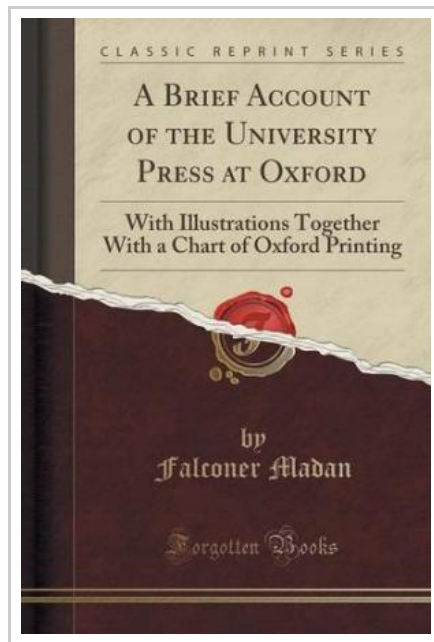 CLASSIC REPRINT SERIES
A BRIEF ACCOUNT
OF THE UNIVERSITY
PRESS AT OXFORD
With Illustrations Together
With a Chart of Oxford Printing
by
Falconer Madan
Forgotten Books